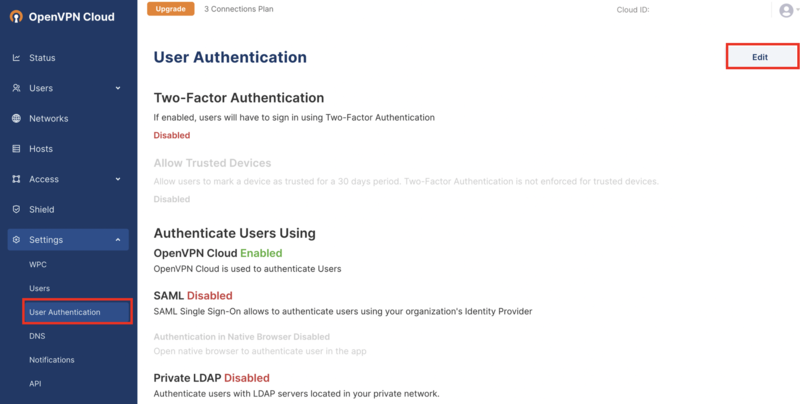 OpenVPN Cloud
Upgrade
3 Connections Plan
Cloud ID:
Status
Users
Networks
Hosts
Access
Shield
Settings
WPC
Users
User Authentication
DNS
Notifications
API
User Authentication
Edit
Two-Factor Authentication
If enabled, users will have to sign in using Two-Factor Authentication
Disabled
Allow Trusted Devices
Allow users to mark a device as trusted for a 30 days period. Two-Factor Authentication is not enforced for trusted devices.
Disabled
Authenticate Users Using
OpenVPN Cloud Enabled
OpenVPN Cloud is used to authenticate Users
SAML Disabled
SAML Single Sign-On allows to authenticate users using your organization's Identity Provider
Authentication in Native Browser Disabled
Open native browser to authenticate user in the app
Private LDAP Disabled
Authenticate users with LDAP servers located in your private network.